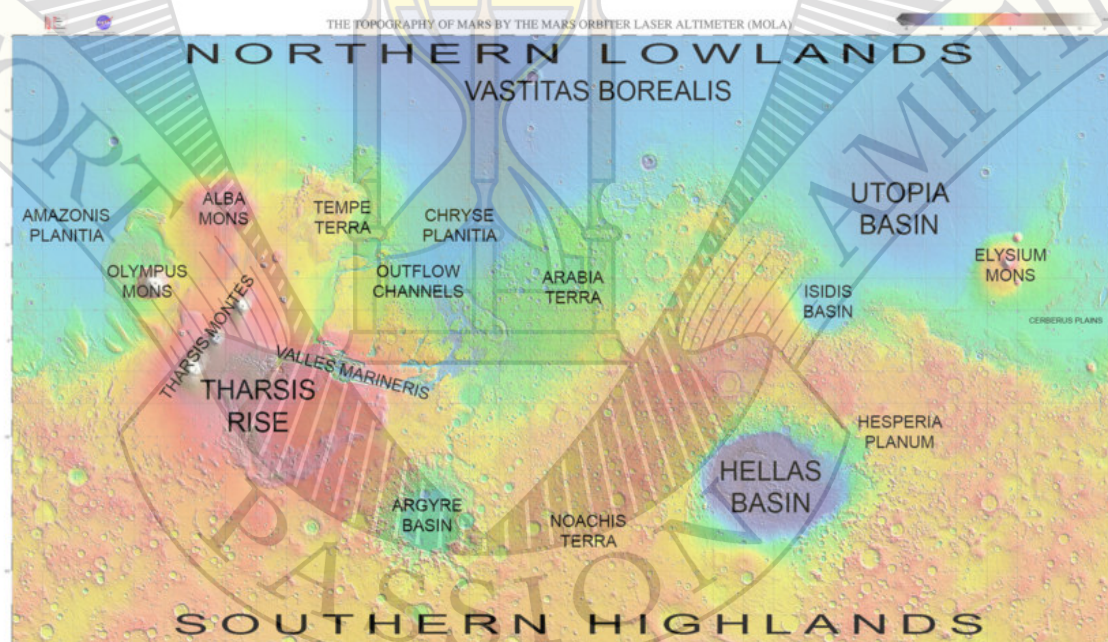 THE TOPOGRAPHY OF MARS BY THE MARS ORBITER LASER ALTIMETER (MOLA)
NORTHERN LOWLANDS
VASTITAS BOREALIS
AMAZONIS
PLANITIA
ALBA
MONS
TEMPE
TERRA
CHRYSE
PLANITIA
UTOPIA
BASIN
OLYMPUS
MONS
OUTFLOW
CHANNELS
ARABIA
TERRA
ELYSIUM
MONS
ISIDIS
BASIN
CERBERUS PLAINS
THARSIS MONTES
VALLES MARINERIS
THARSIS
RISE
HESPERIA
PLANUM
HELLAS
BASIN
ARGYRE
BASIN
NOACHIS
TERRA
SOUTHERN HIGHLANDS
PASSION